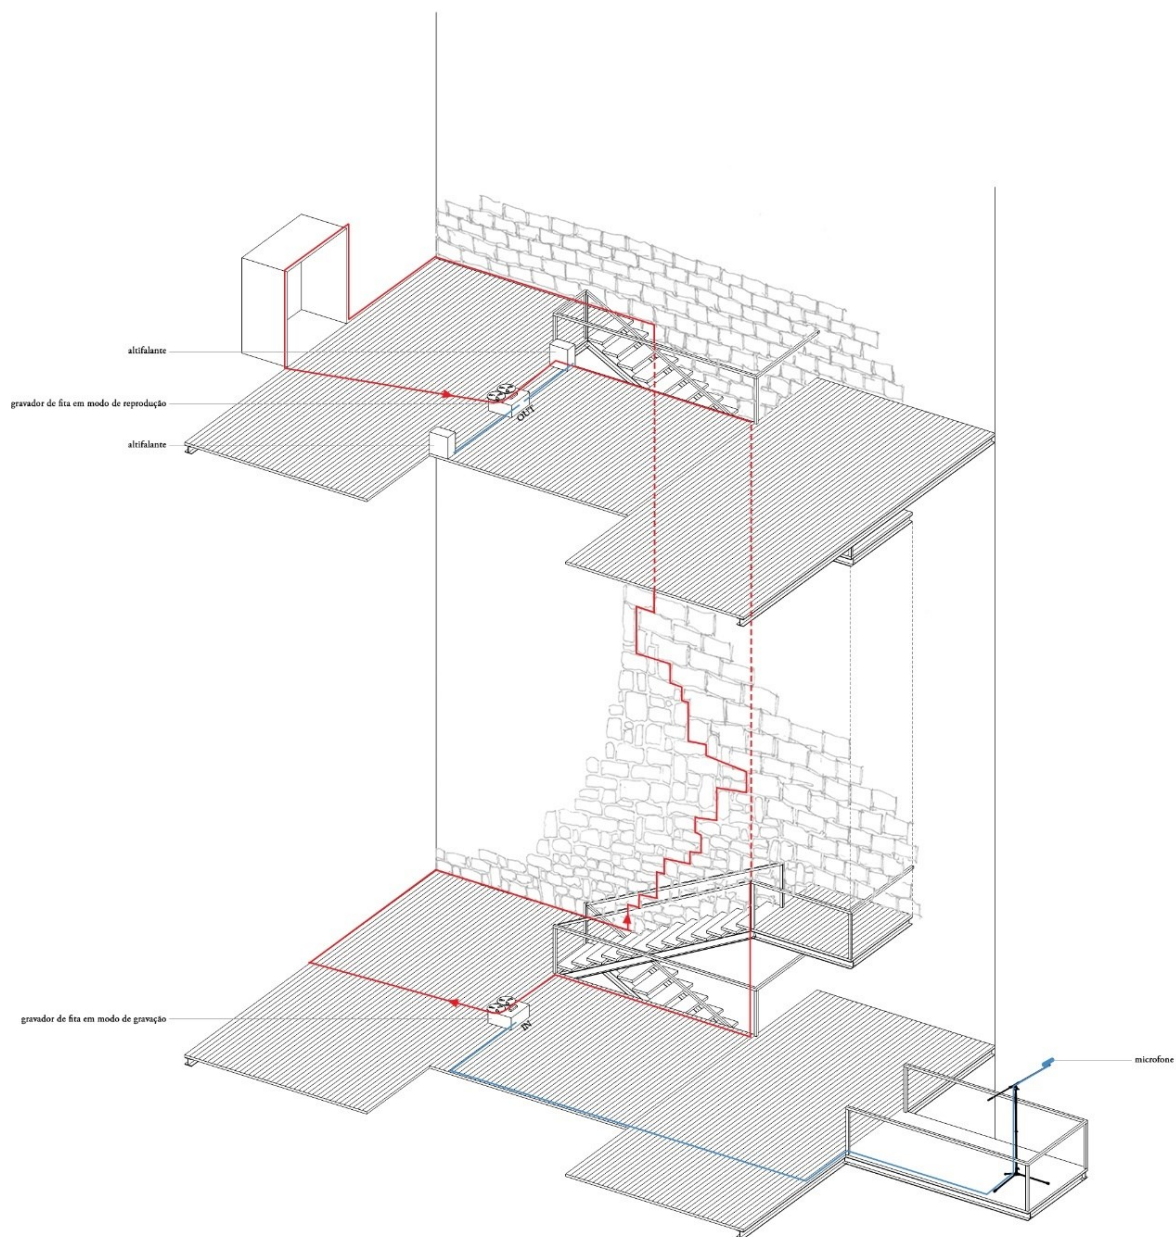 altifalante
gravador de fita em modo de reprodução
OUT
altifalante
gravador de fita em modo de gravação
IN
microfone